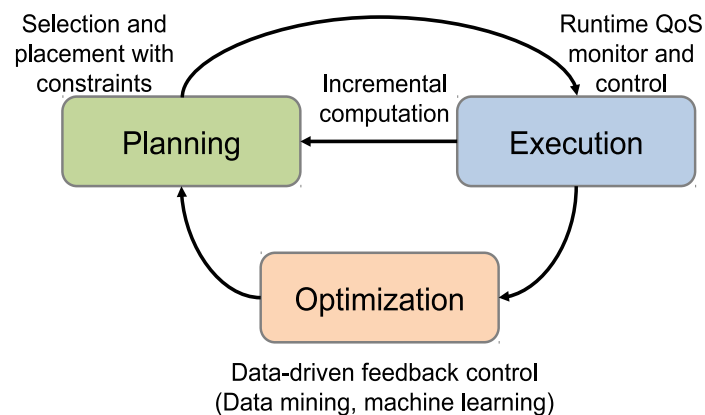 Selection and
placement with
constraints
Runtime QoS
monitor and
control
Incremental
computation
Planning
Execution
Optimization
Data-driven feedback control
(Data mining, machine learning)